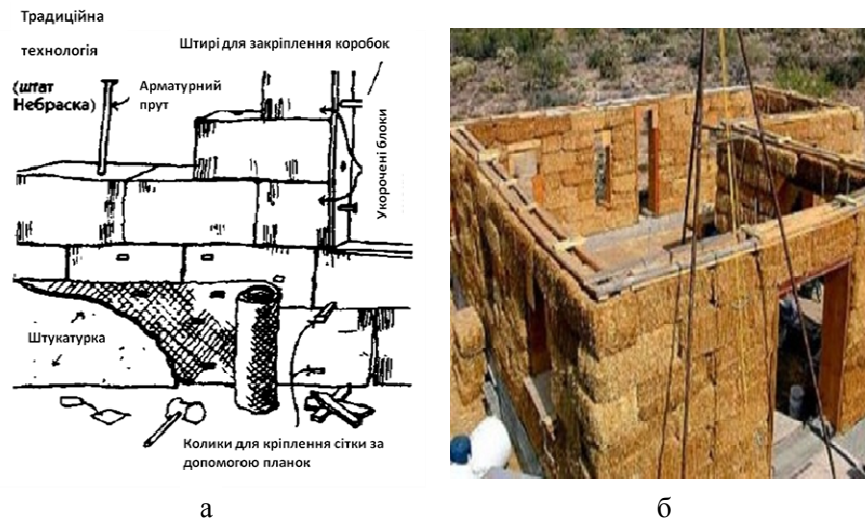 Традиційна
технологія
(штат
Небраска)
Штирі для закріплення коробок
Арматурний
прут
Укорочені блоки
Штукатурка
Колики для кріплення сітки за
допомогою планок
а
б